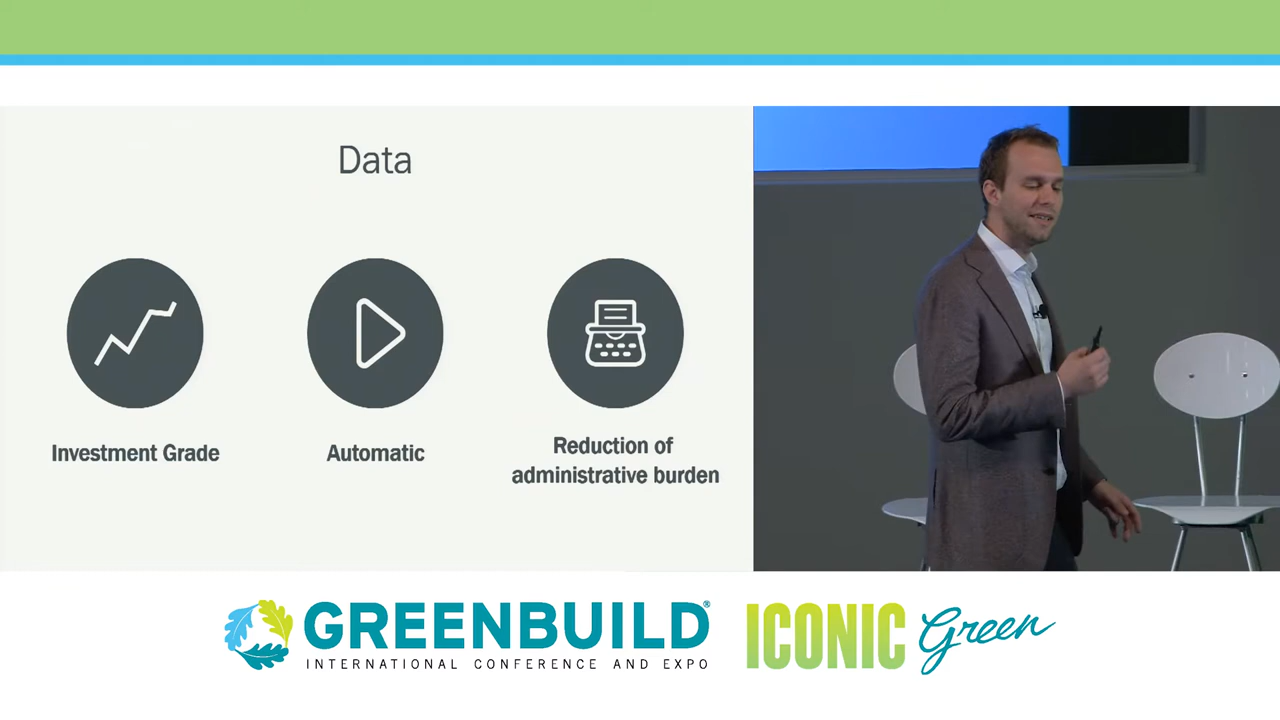 Data
Investment Grade
Automatic
Reduction of
administrative burden
GREENBUILD®
INTERNATIONAL CONFERENCE AND EXPO
ICONIC Green